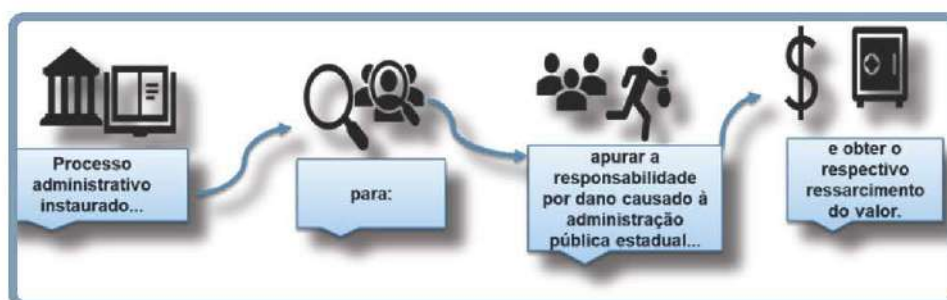 Processo
administrativo
instaurado...
para:
apurar a
responsabilidade
por dano causado à
administração
pública estadual...
e obter o
respectivo
ressarcimento
do valor.